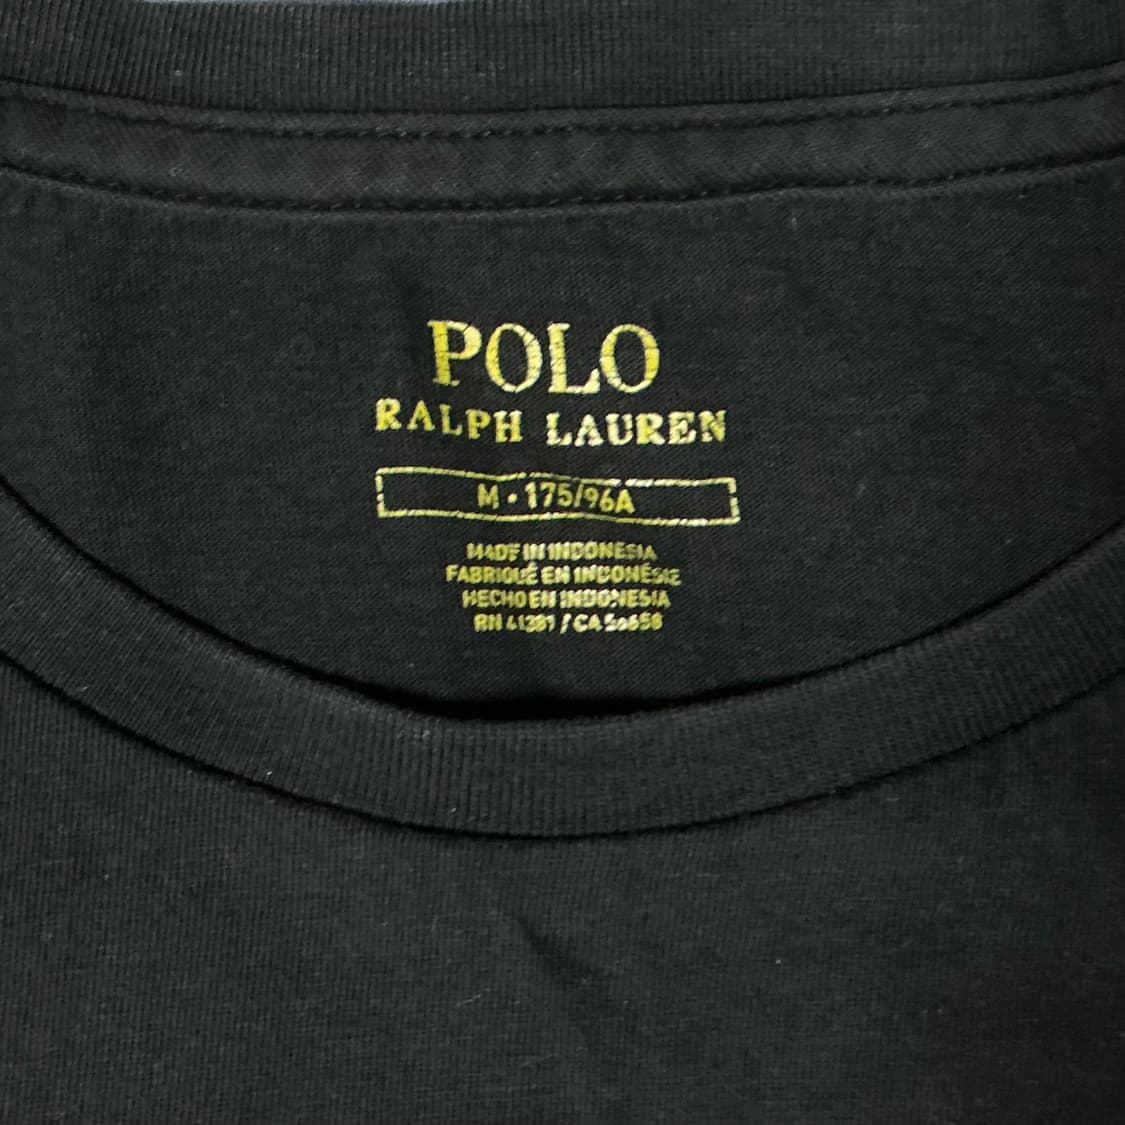 POLO
RALPH LAUREN
M • 175/96A
MADE IN INDONESIA
FABRIQUÉ EN INDONÉSIE
HECHO EN INDONESIA
RN 41381 / CA 56658